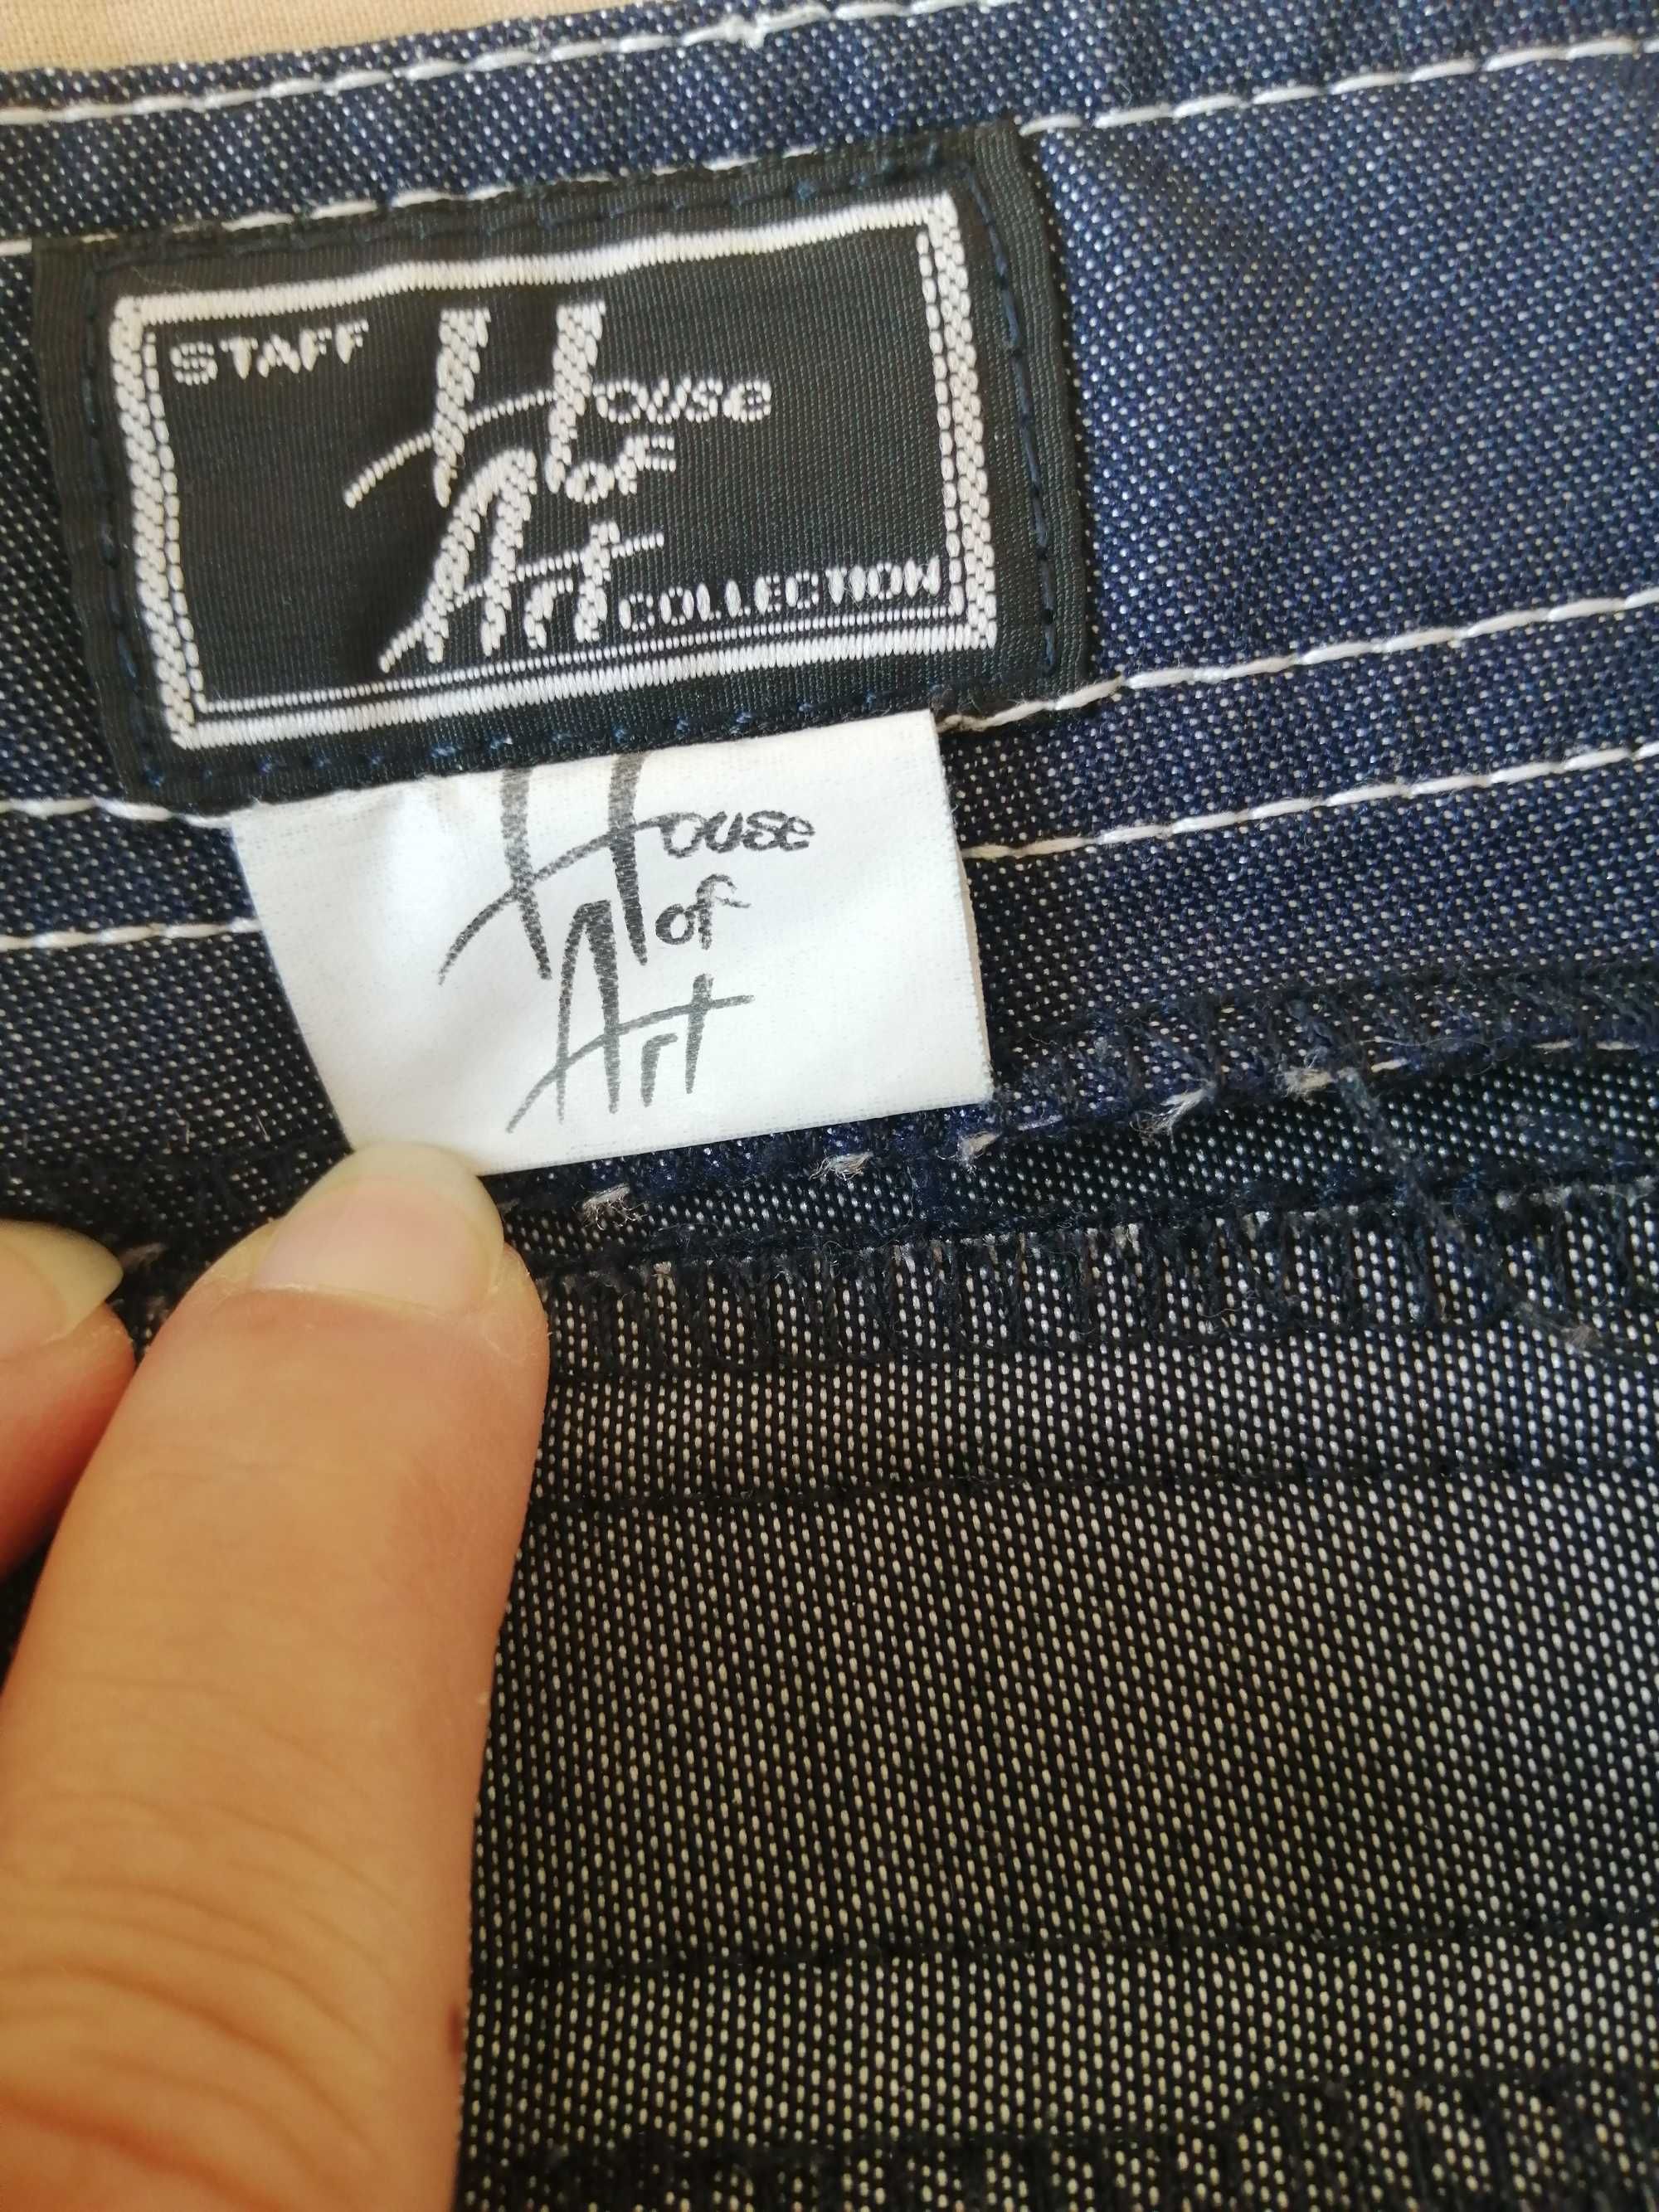 STAFF
House
OF
Art
COLLECTION
House
of
Art